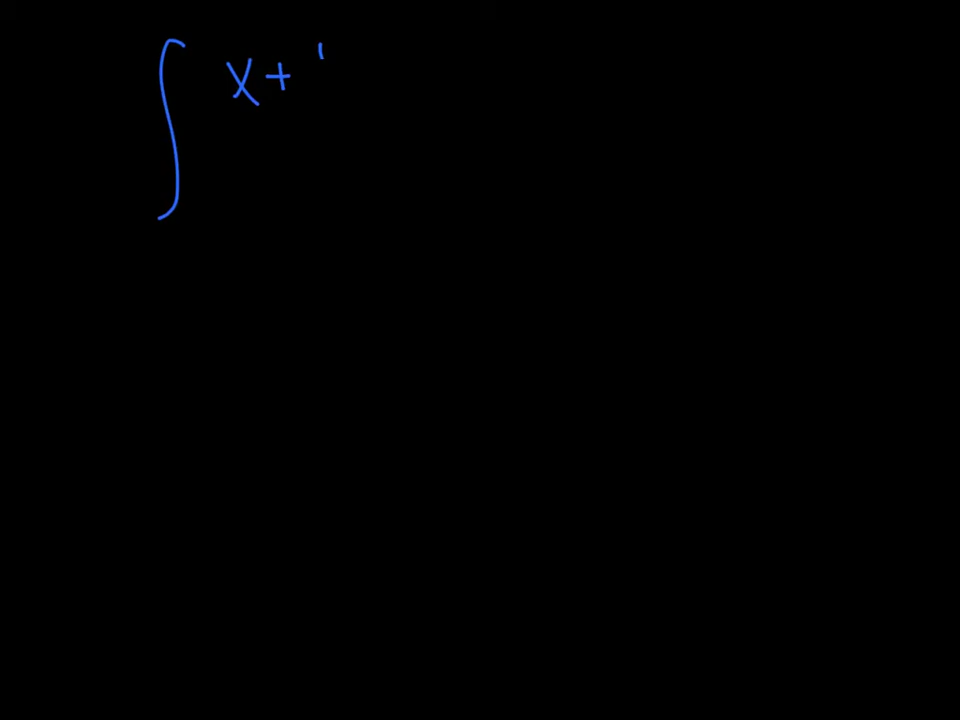 ∫ x +